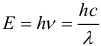 E = hν = hc/λ